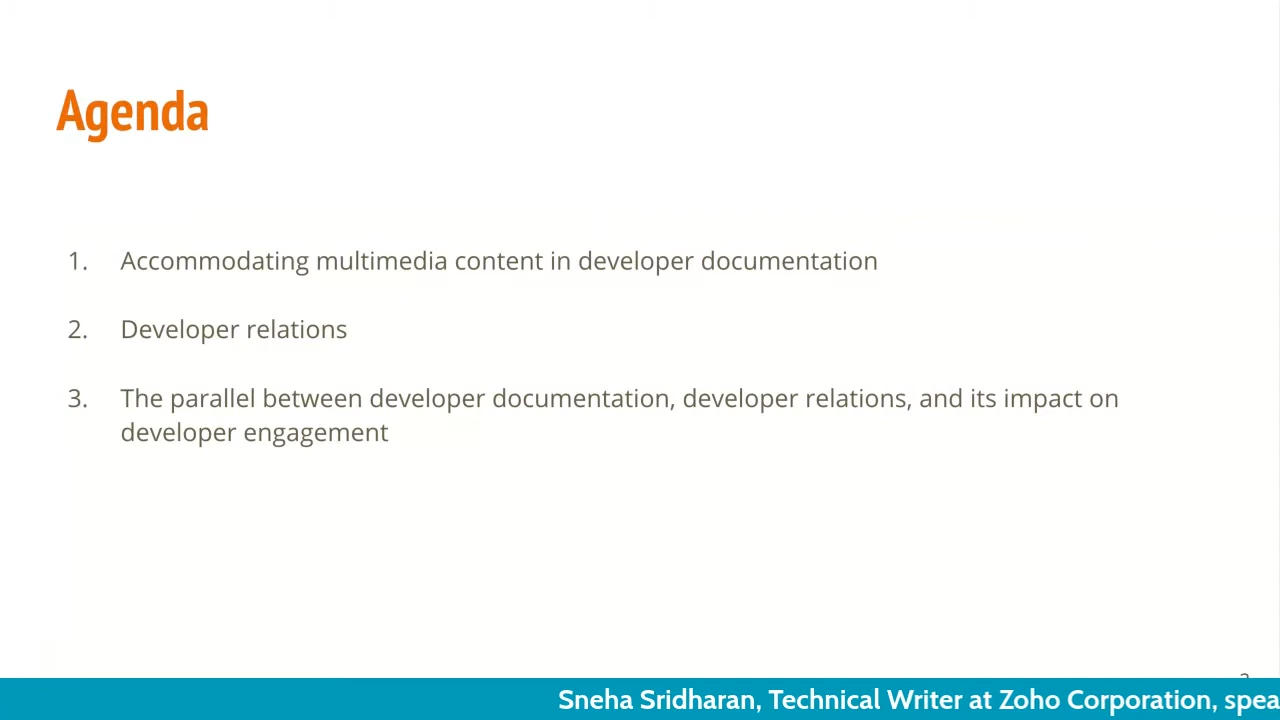 Agenda
1. Accommodating multimedia content in developer documentation
2. Developer relations
3. The parallel between developer documentation, developer relations, and its impact on
developer engagement
Sneha Sridharan, Technical Writer at Zoho Corporation, spea